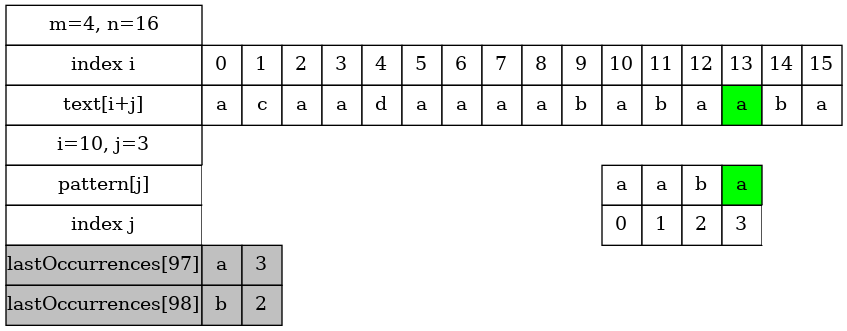 m=4, n=16
index i 0 1 2 3 4 5 6 7 8 9 10 11 12 13 14 15
text[i+j] a c a a d a a a a b a b a a b a
i=10, j=3
pattern[j] a a b a
index j 0 1 2 3
lastOccurrences[97] a 3
lastOccurrences[98] b 2